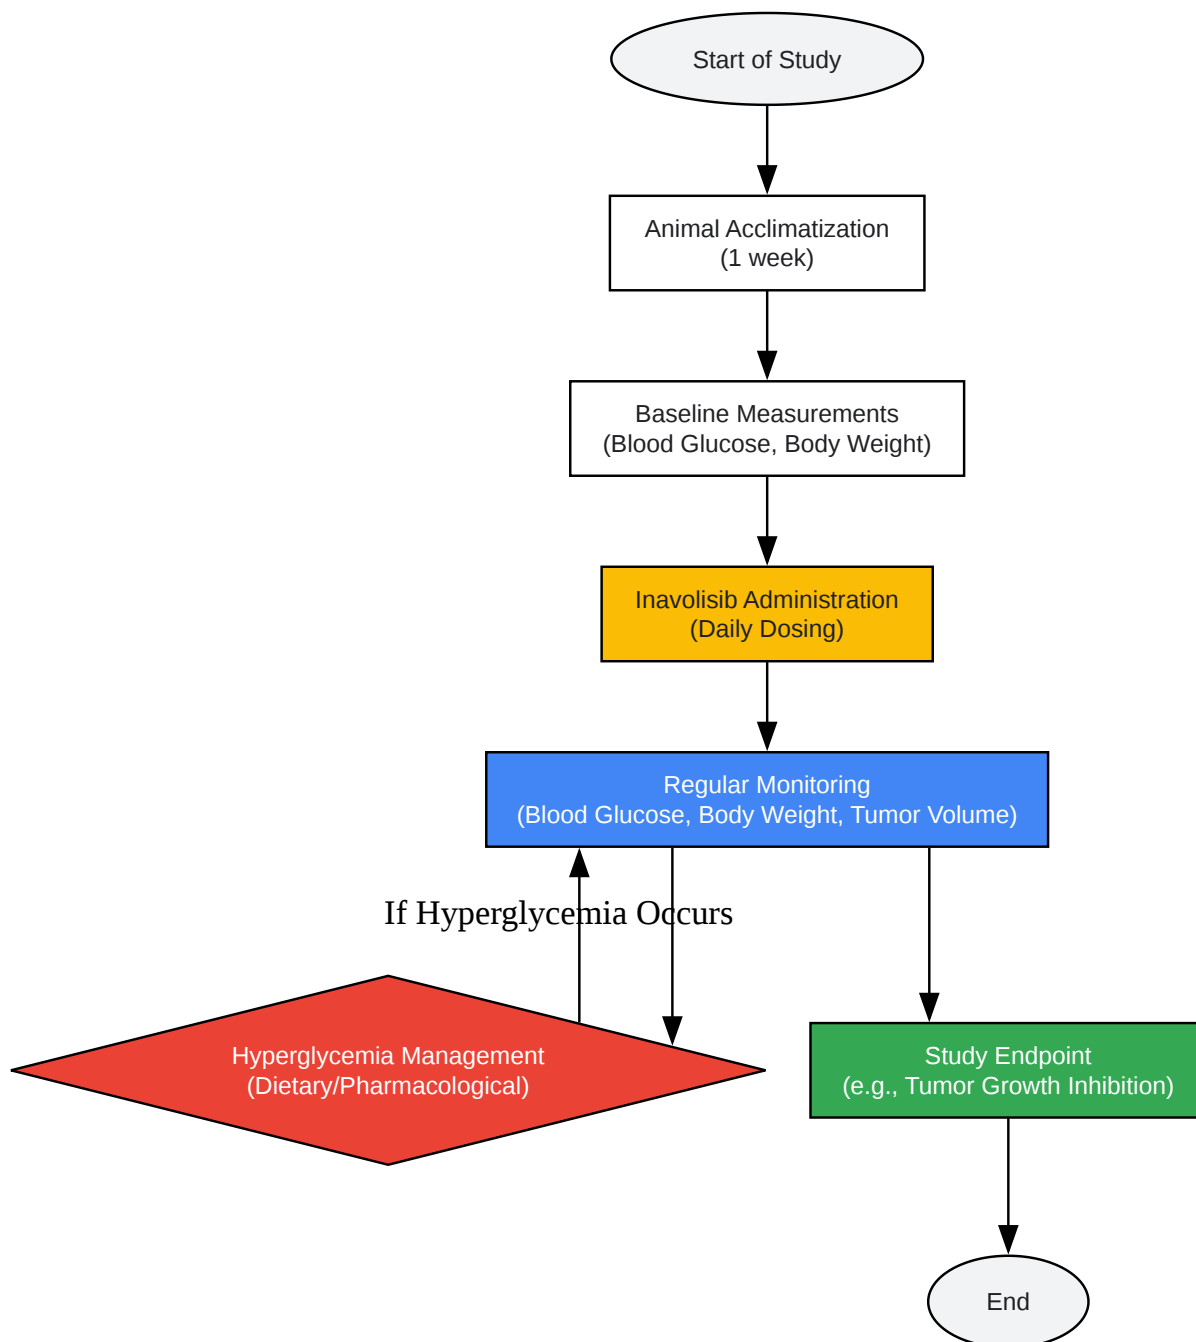 Start of Study
Animal Acclimatization
(1 week)
Baseline Measurements
(Blood Glucose, Body Weight)
Inavolisib Administration
(Daily Dosing)
Regular Monitoring
(Blood Glucose, Body Weight, Tumor Volume)
If Hyperglycemia Occurs
Hyperglycemia Management
(Dietary/Pharmacological)
Study Endpoint
(e.g., Tumor Growth Inhibition)
End